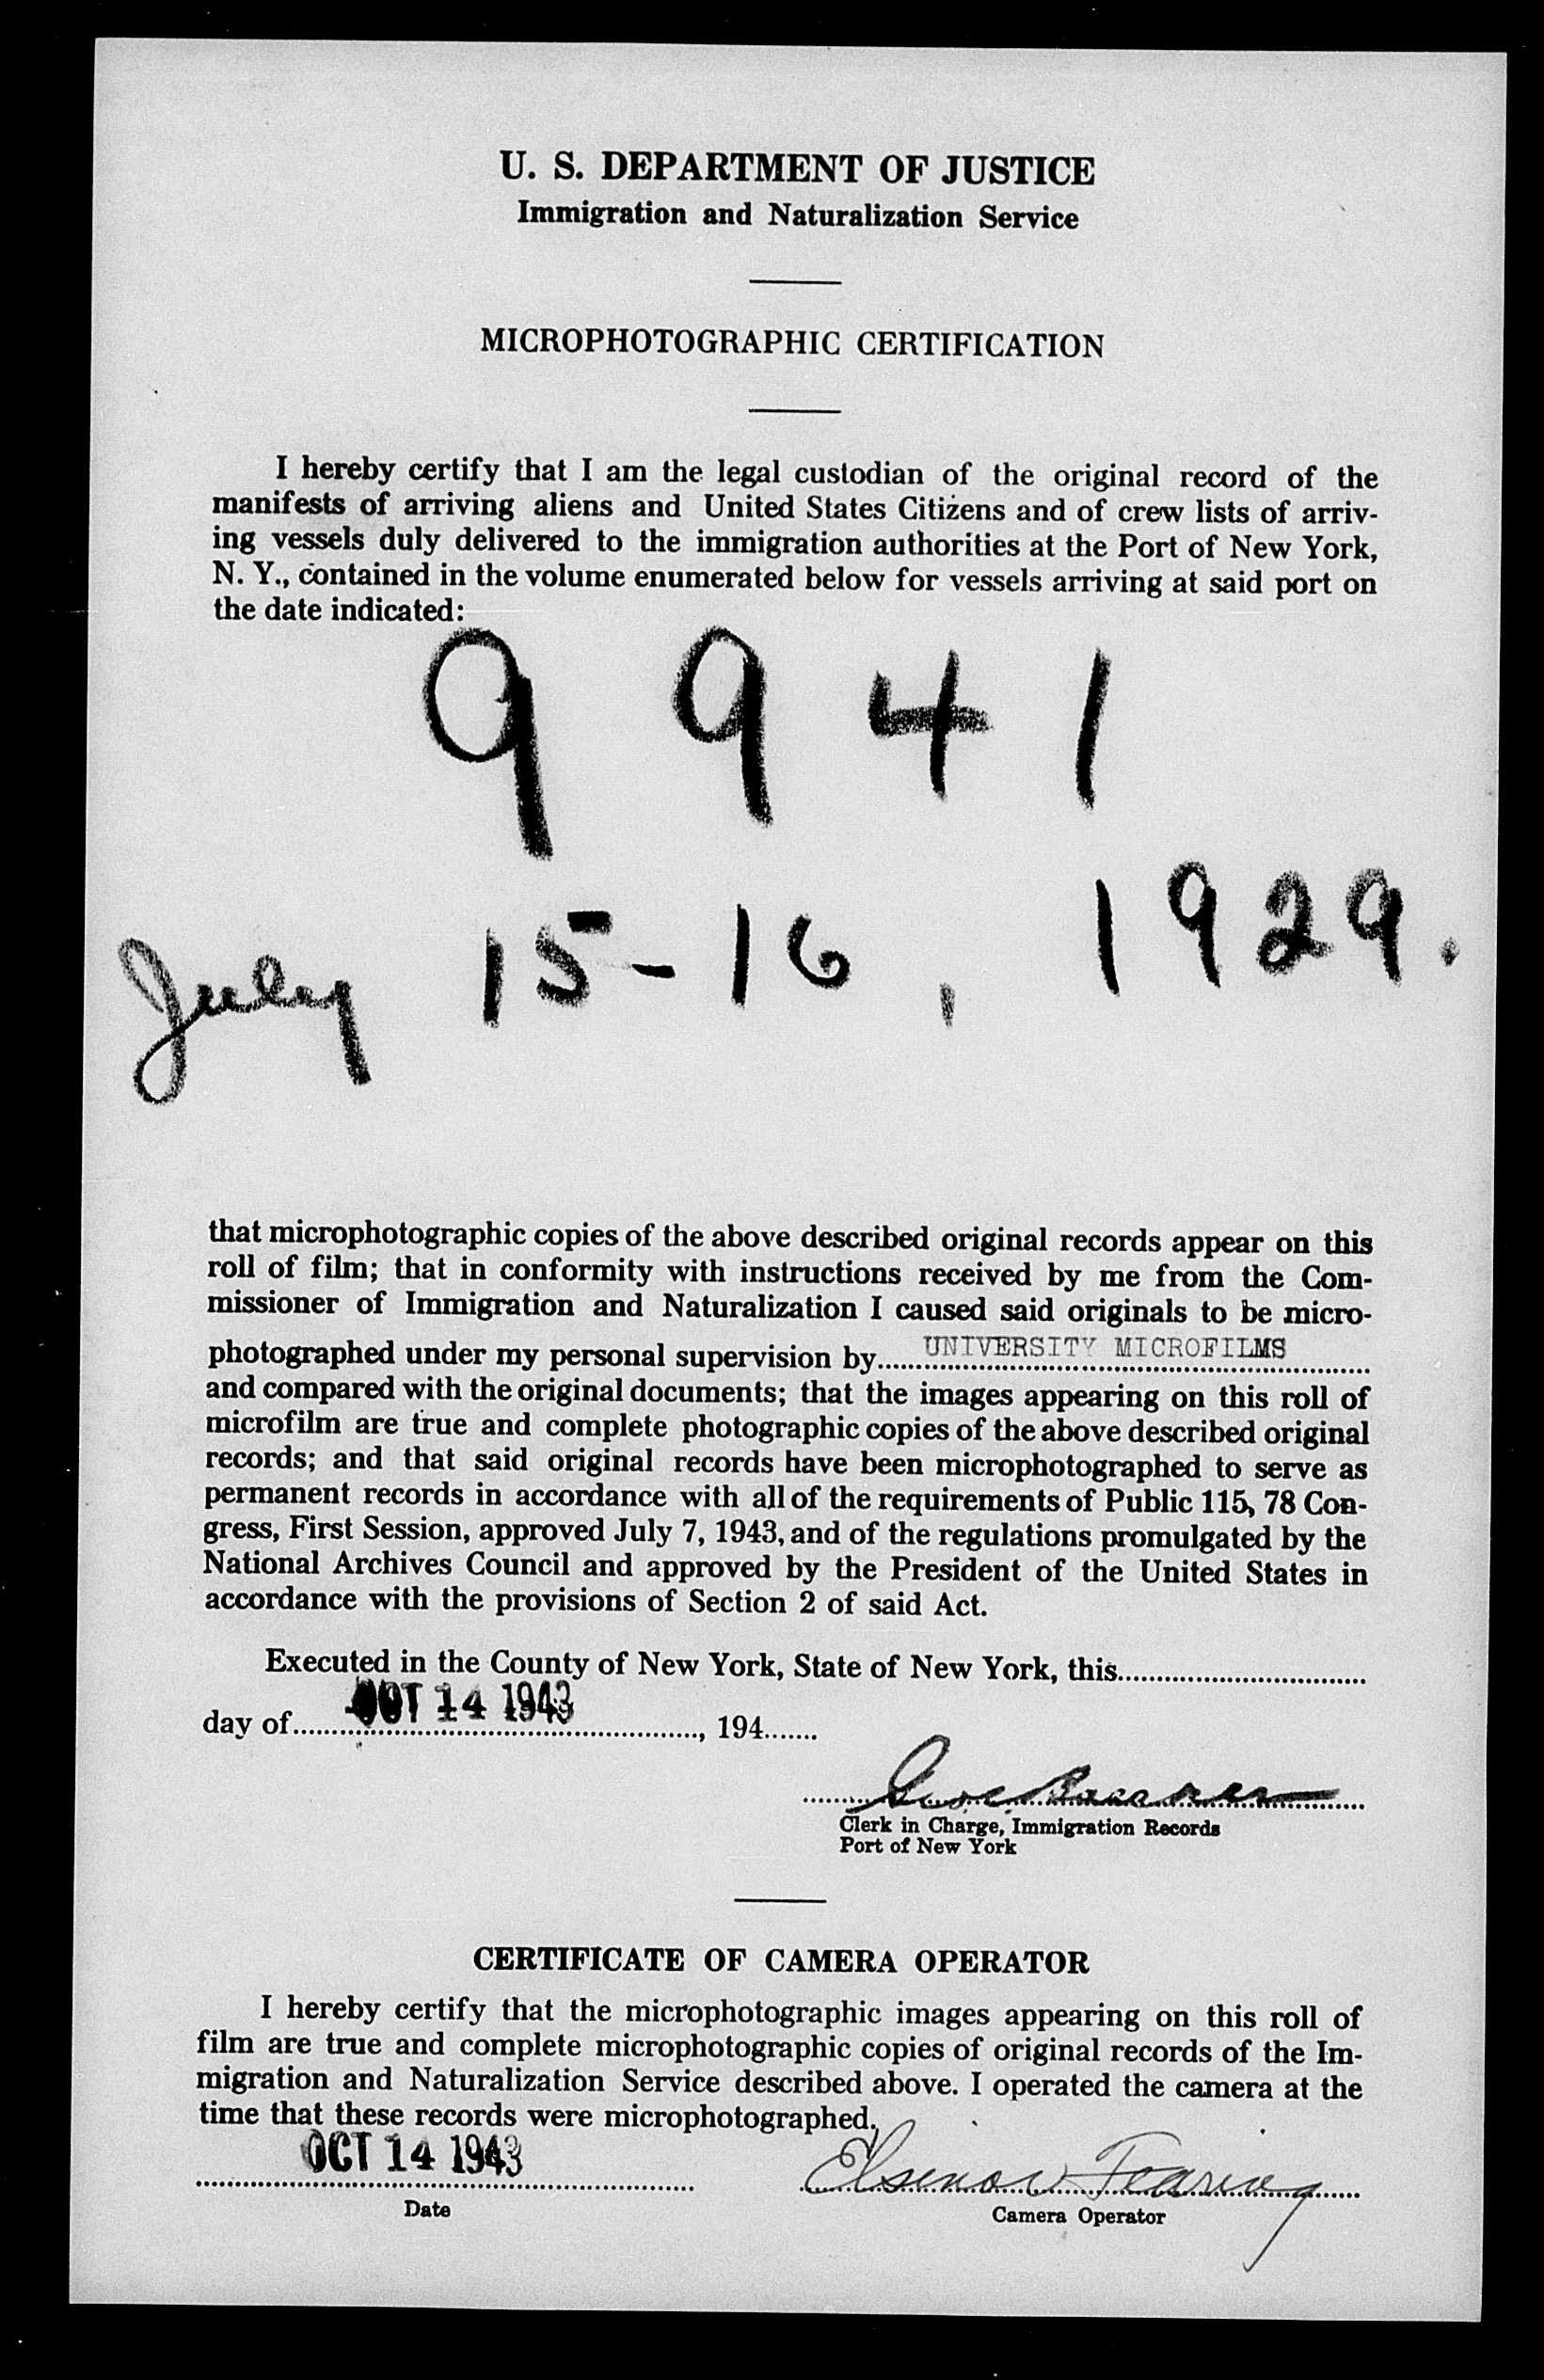 U. S. DEPARTMENT OF JUSTICE
Immigration and Naturalization Service
MICROPHOTOGRAPHIC CERTIFICATION
I hereby certify that I am the legal custodian of the original record of the
manifests of arriving aliens and United States Citizens and of crew lists of arriv-
ing vessels duly delivered to the immigration authorities at the Port of New York,
N. Y., contained in the volume enumerated below for vessels arriving at said port on
the date indicated:
9941
July 15-16, 1929.
that microphotographic copies of the above described original records appear on this
roll of film; that in conformity with instructions received by me from the Com-
missioner of Immigration and Naturalization I caused said originals to be micro-
photographed under my personal supervision by UNIVERSITY MICROFILMS
and compared with the original documents; that the images appearing on this roll of
microfilm are true and complete photographic copies of the above described original
records; and that said original records have been microphotographed to serve as
permanent records in accordance with all of the requirements of Public 115, 78 Con-
gress, First Session, approved July 7, 1943, and of the regulations promulgated by the
National Archives Council and approved by the President of the United States in
accordance with the provisions of Section 2 of said Act.
Executed in the County of New York, State of New York, this
day of OCT 14 1943, 194
Clerk in Charge, Immigration Records
Port of New York
CERTIFICATE OF CAMERA OPERATOR
I hereby certify that the microphotographic images appearing on this roll of
film are true and complete microphotographic copies of original records of the Im-
migration and Naturalization Service described above. I operated the camera at the
time that these records were microphotographed.
OCT 14 1943
Date
Camera Operator